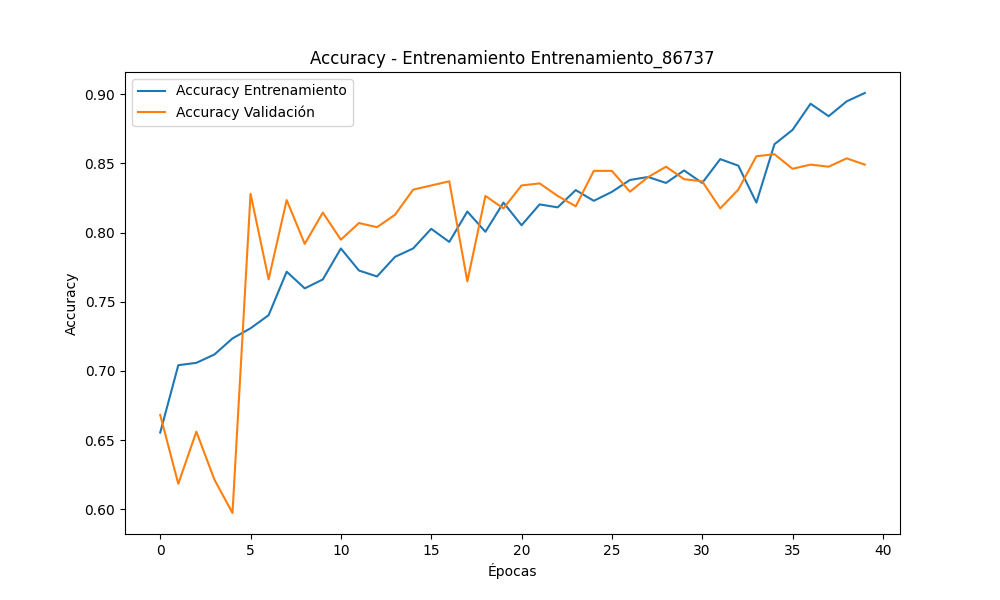 Accuracy - Entrenamiento Entrenamiento_86737
Accuracy Entrenamiento
Accuracy Validación
0.90
0.85
0.80
0.75
0.70
0.65
0.60
Accuracy
0 5 10 15 20 25 30 35 40
Épocas